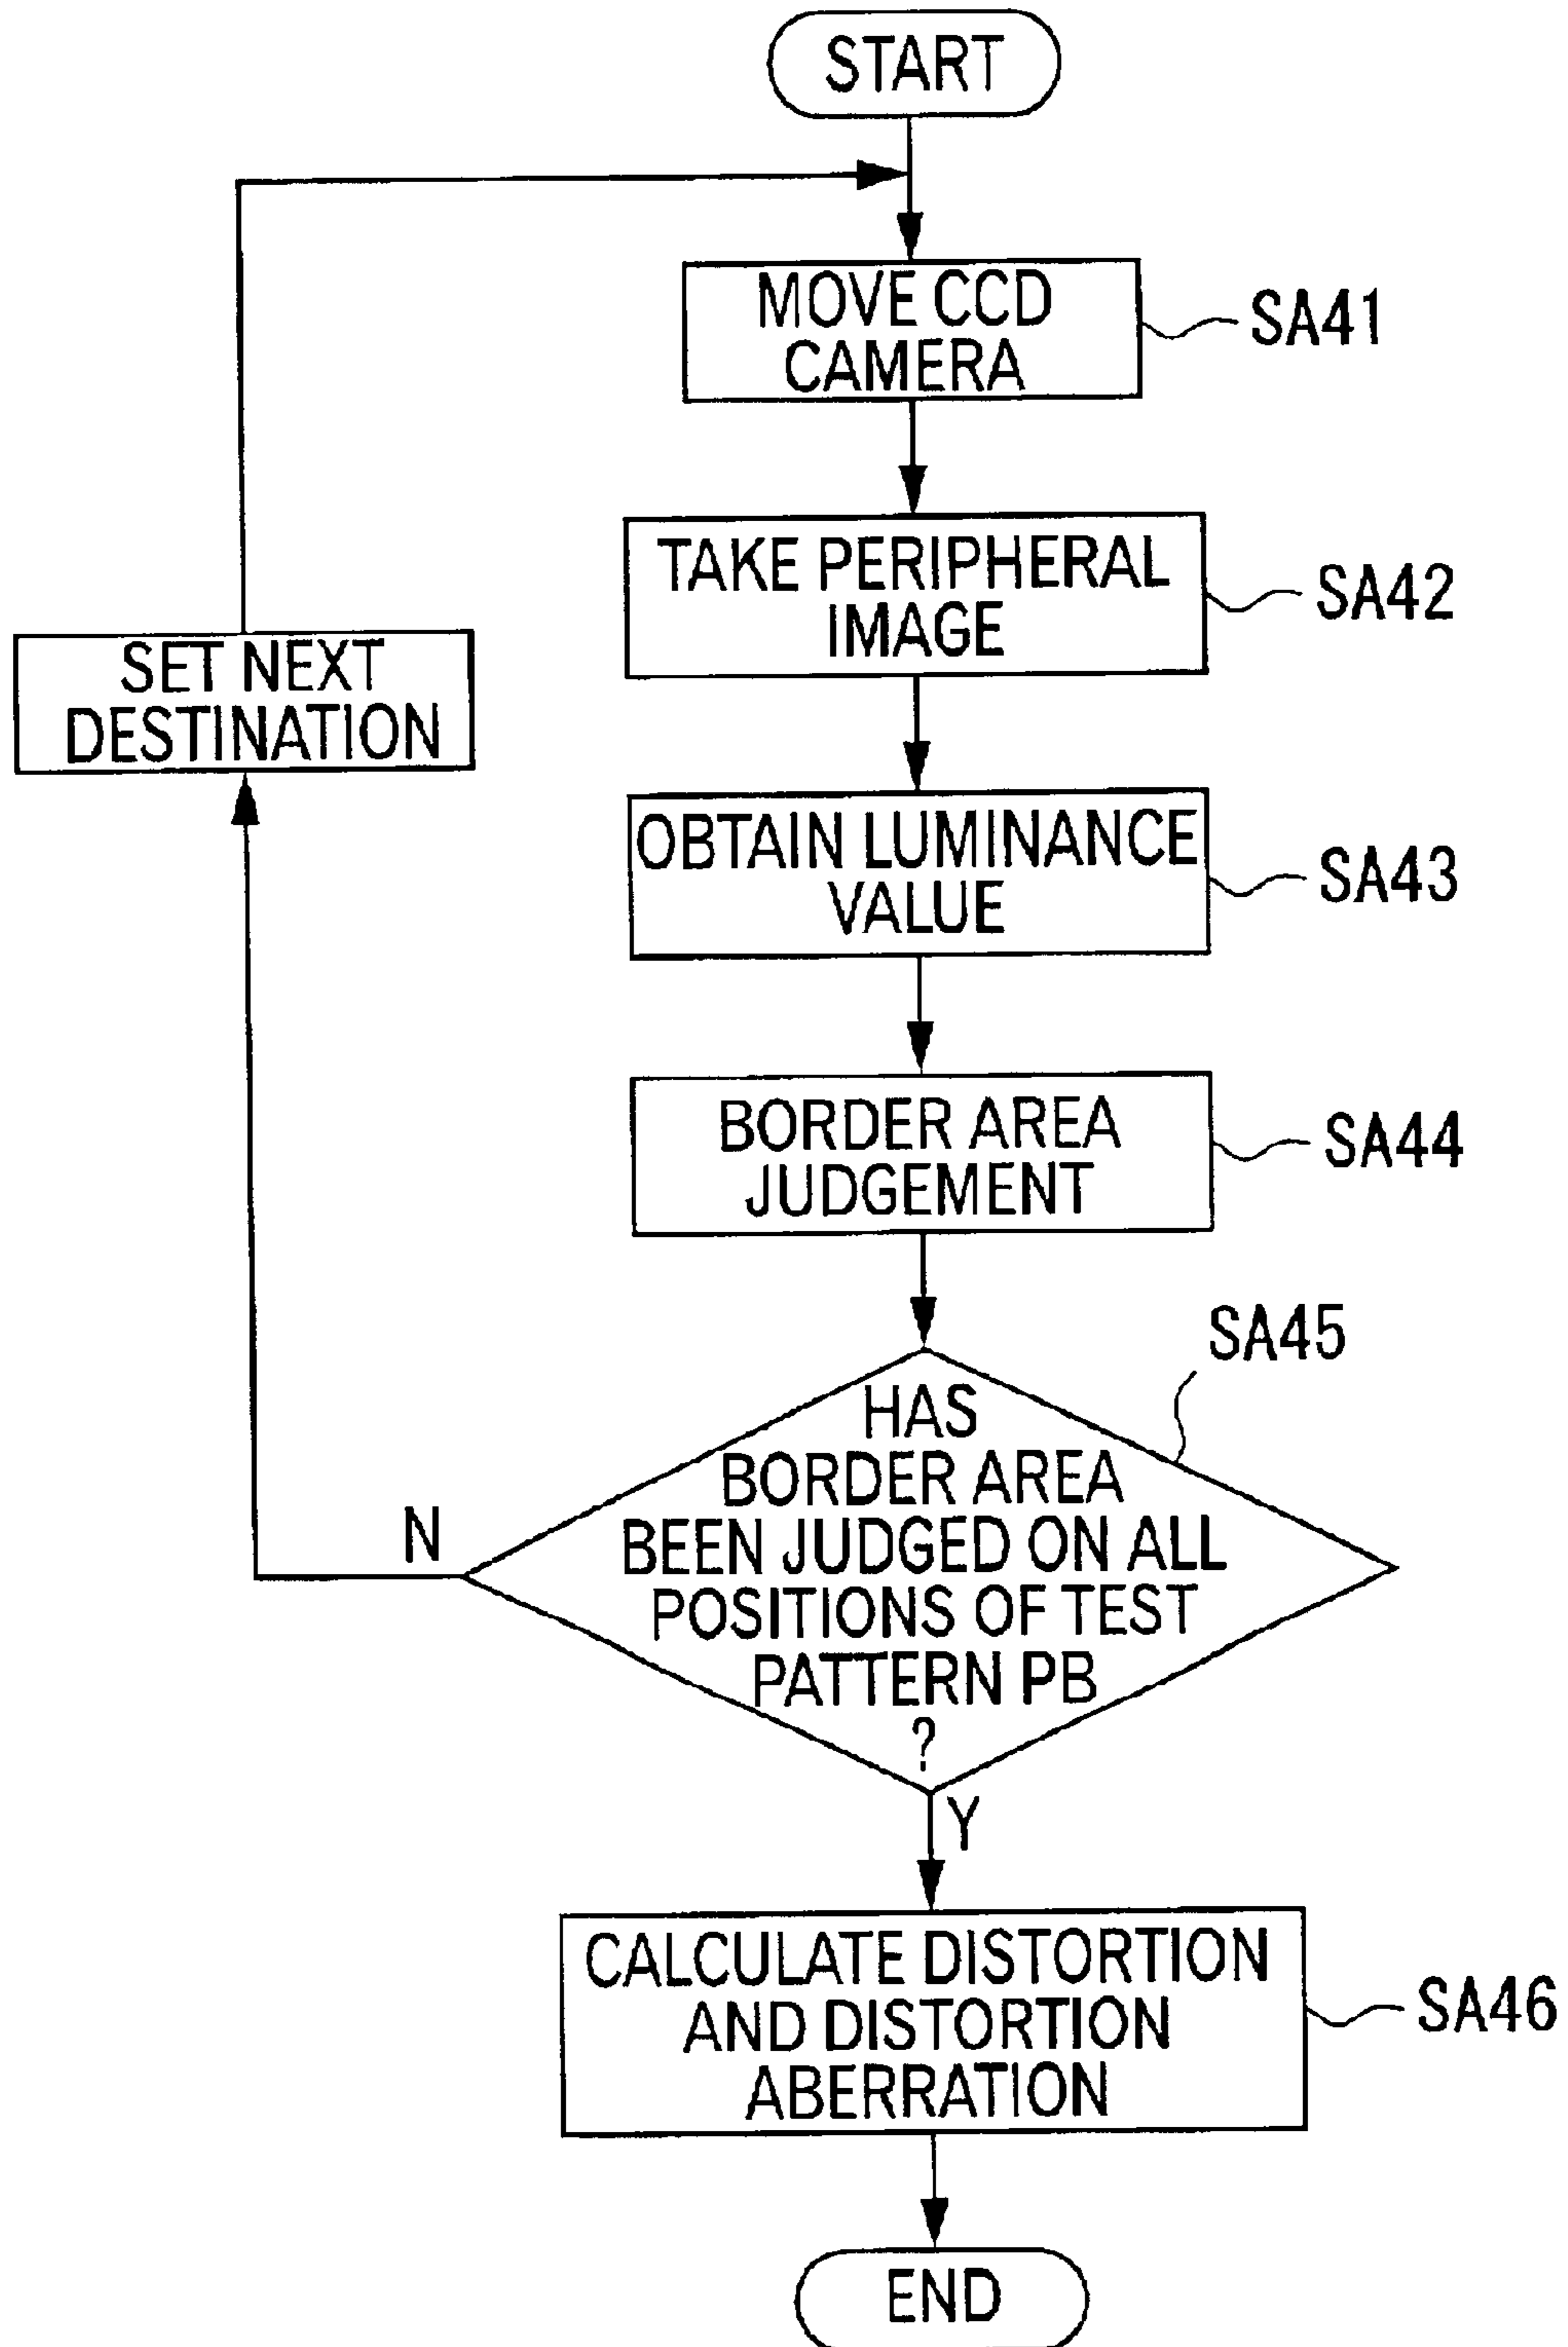 START
MOVE CCD
CAMERA
SA41
TAKE PERIPHERAL
IMAGE
SA42
SET NEXT
DESTINATION
OBTAIN LUMINANCE
VALUE
SA43
BORDER AREA
JUDGEMENT
SA44
SA45
HAS
BORDER AREA
BEEN JUDGED ON ALL
POSITIONS OF TEST
PATTERN PB
?
N
Y
CALCULATE DISTORTION
AND DISTORTION
ABERRATION
SA46
END